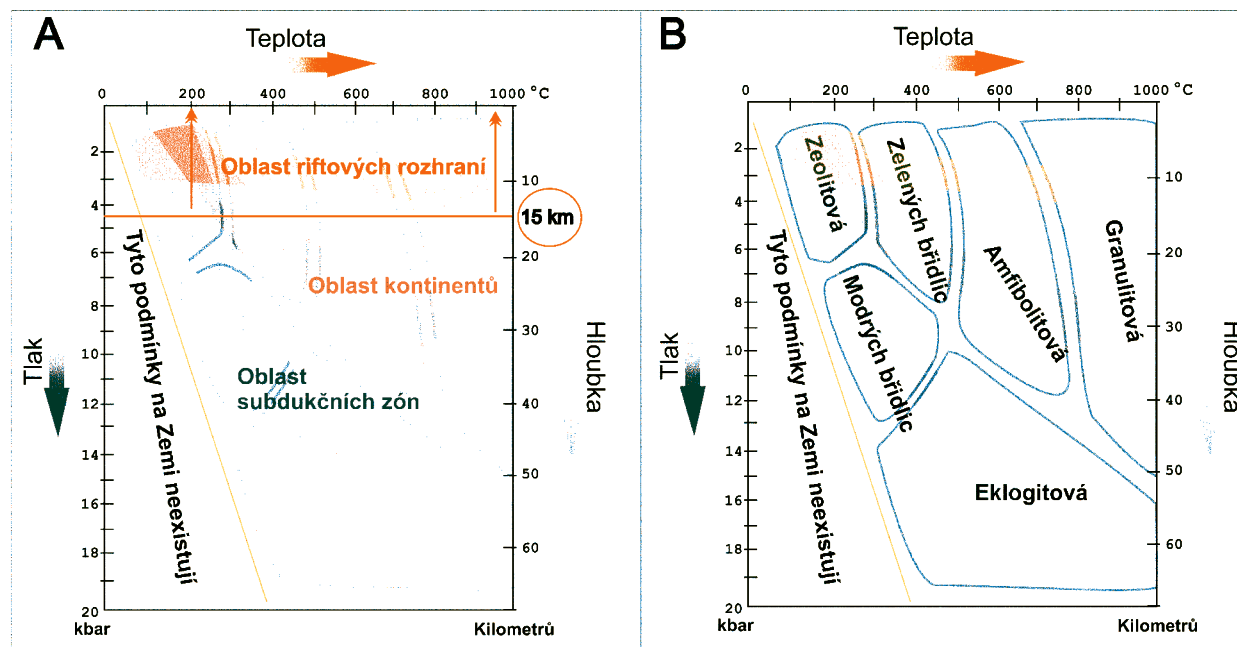 A
Teplota
0 200 400 600 800 1000 °C
2
4
6
8
10
12
14
16
18
20
kbar
Tlak
Tyto podmínky na Zemi neexistují
Oblast riftových rozhraní
15 km
Oblast kontinentů
Oblast
subdukčních zón
10
20
30
40
50
60
Hloubka
Kilometrů
B
Teplota
0 200 400 600 800 1000 °C
2
4
6
8
10
12
14
16
18
20
kbar
Tlak
Tyto podmínky na Zemi neexistují
Zeolitová
Zelených břidlic
Modrých břidlic
Amfibolitová
Granulitová
Eklogitová
10
20
30
40
50
60
Hloubka
Kilometrů